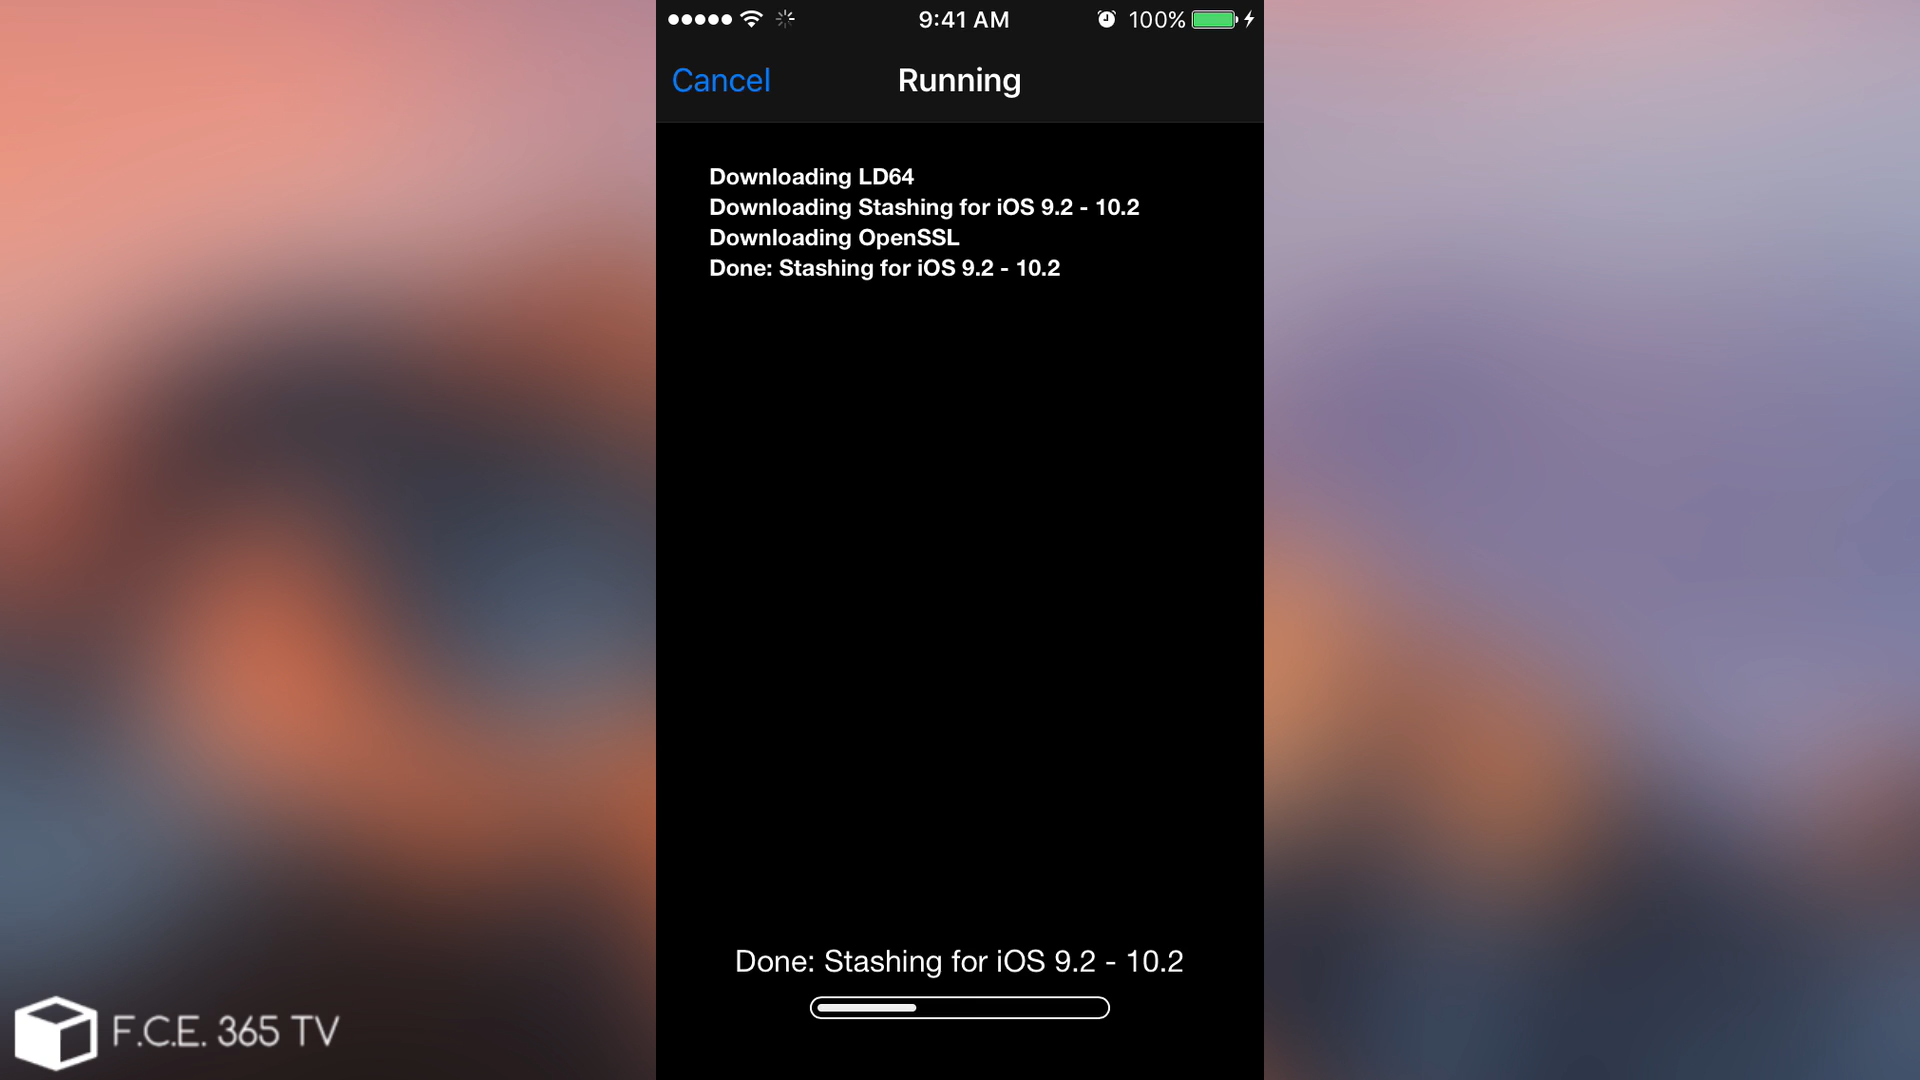 9:41 AM
100%
Cancel
Running
Downloading LD64
Downloading Stashing for iOS 9.2 - 10.2
Downloading OpenSSL
Done: Stashing for iOS 9.2 - 10.2
Done: Stashing for iOS 9.2 - 10.2
F.C.E. 365 TV